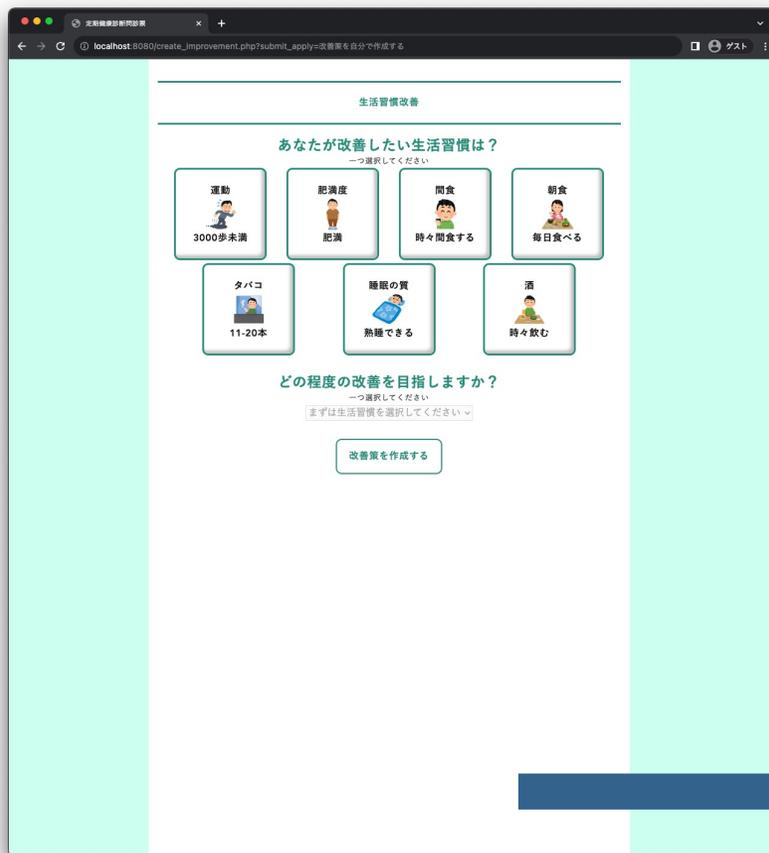 定期健康診断問診票
localhost:8080/create_improvement.php?submit_apply=改善策を自分で作成する
ゲスト
生活習慣改善
あなたが改善したい生活習慣は？
一つ選択してください
運動 肥満度 間食 朝食
3000歩未満 肥満 時々間食する 毎日食べる
タバコ 睡眠の質 酒
11-20本 熟睡できる 時々飲む
どの程度の改善を目指しますか？
一つ選択してください
まずは生活習慣を選択してください
改善策を作成する